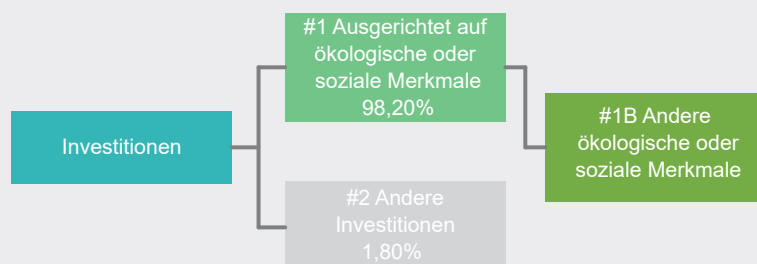 #1 Ausgerichtet auf
ökologische oder
soziale Merkmale
98,20%
Investitionen
#1B Andere
ökologische oder
soziale Merkmale
#2 Andere
Investitionen
1,80%